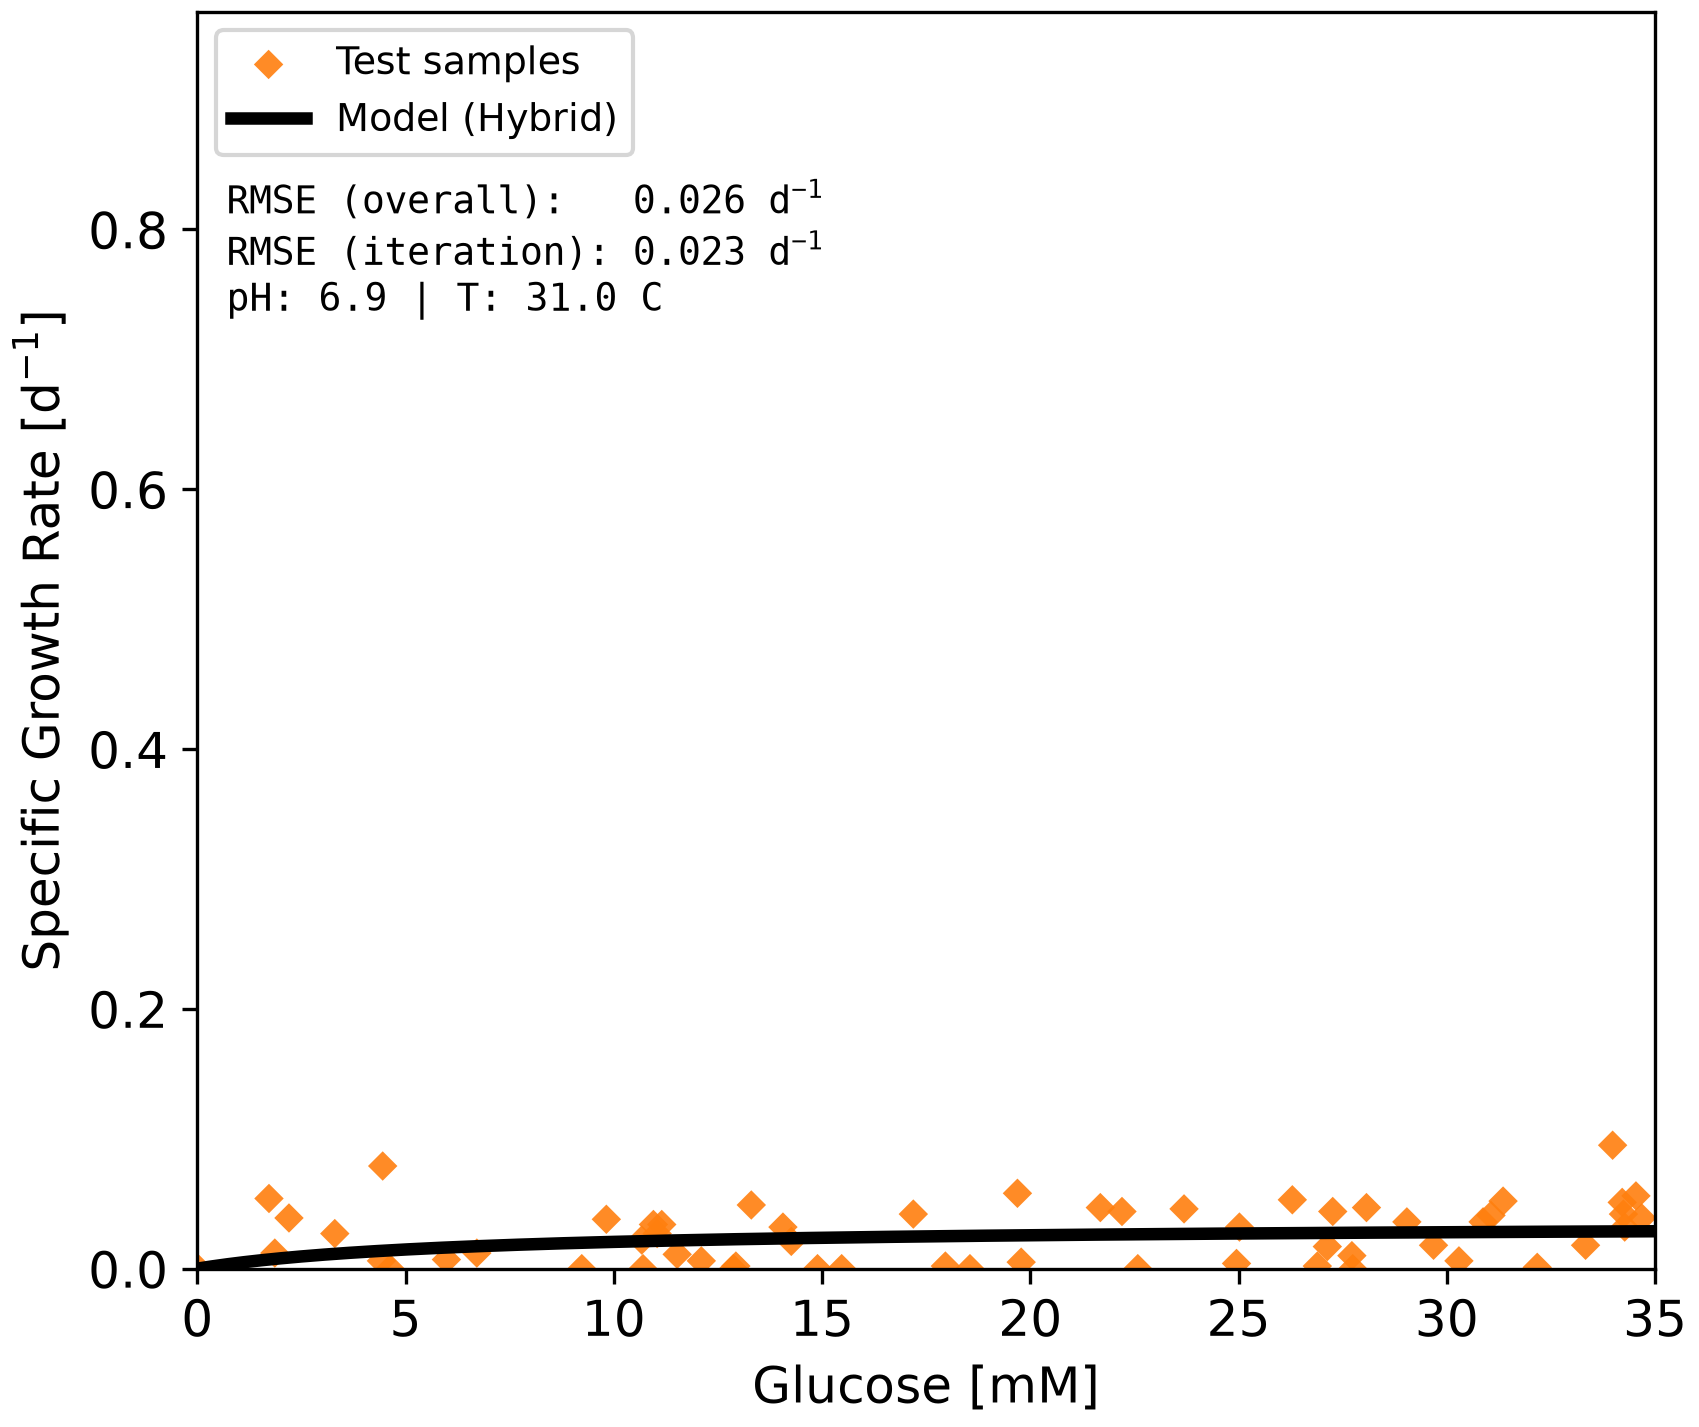 Test samples
Model (Hybrid)
RMSE (overall):   0.026 d⁻¹
RMSE (iteration): 0.023 d⁻¹
pH: 6.9 | T: 31.0 C
Specific Growth Rate [d⁻¹]
0.8
0.6
0.4
0.2
0.0
0 5 10 15 20 25 30 35
Glucose [mM]